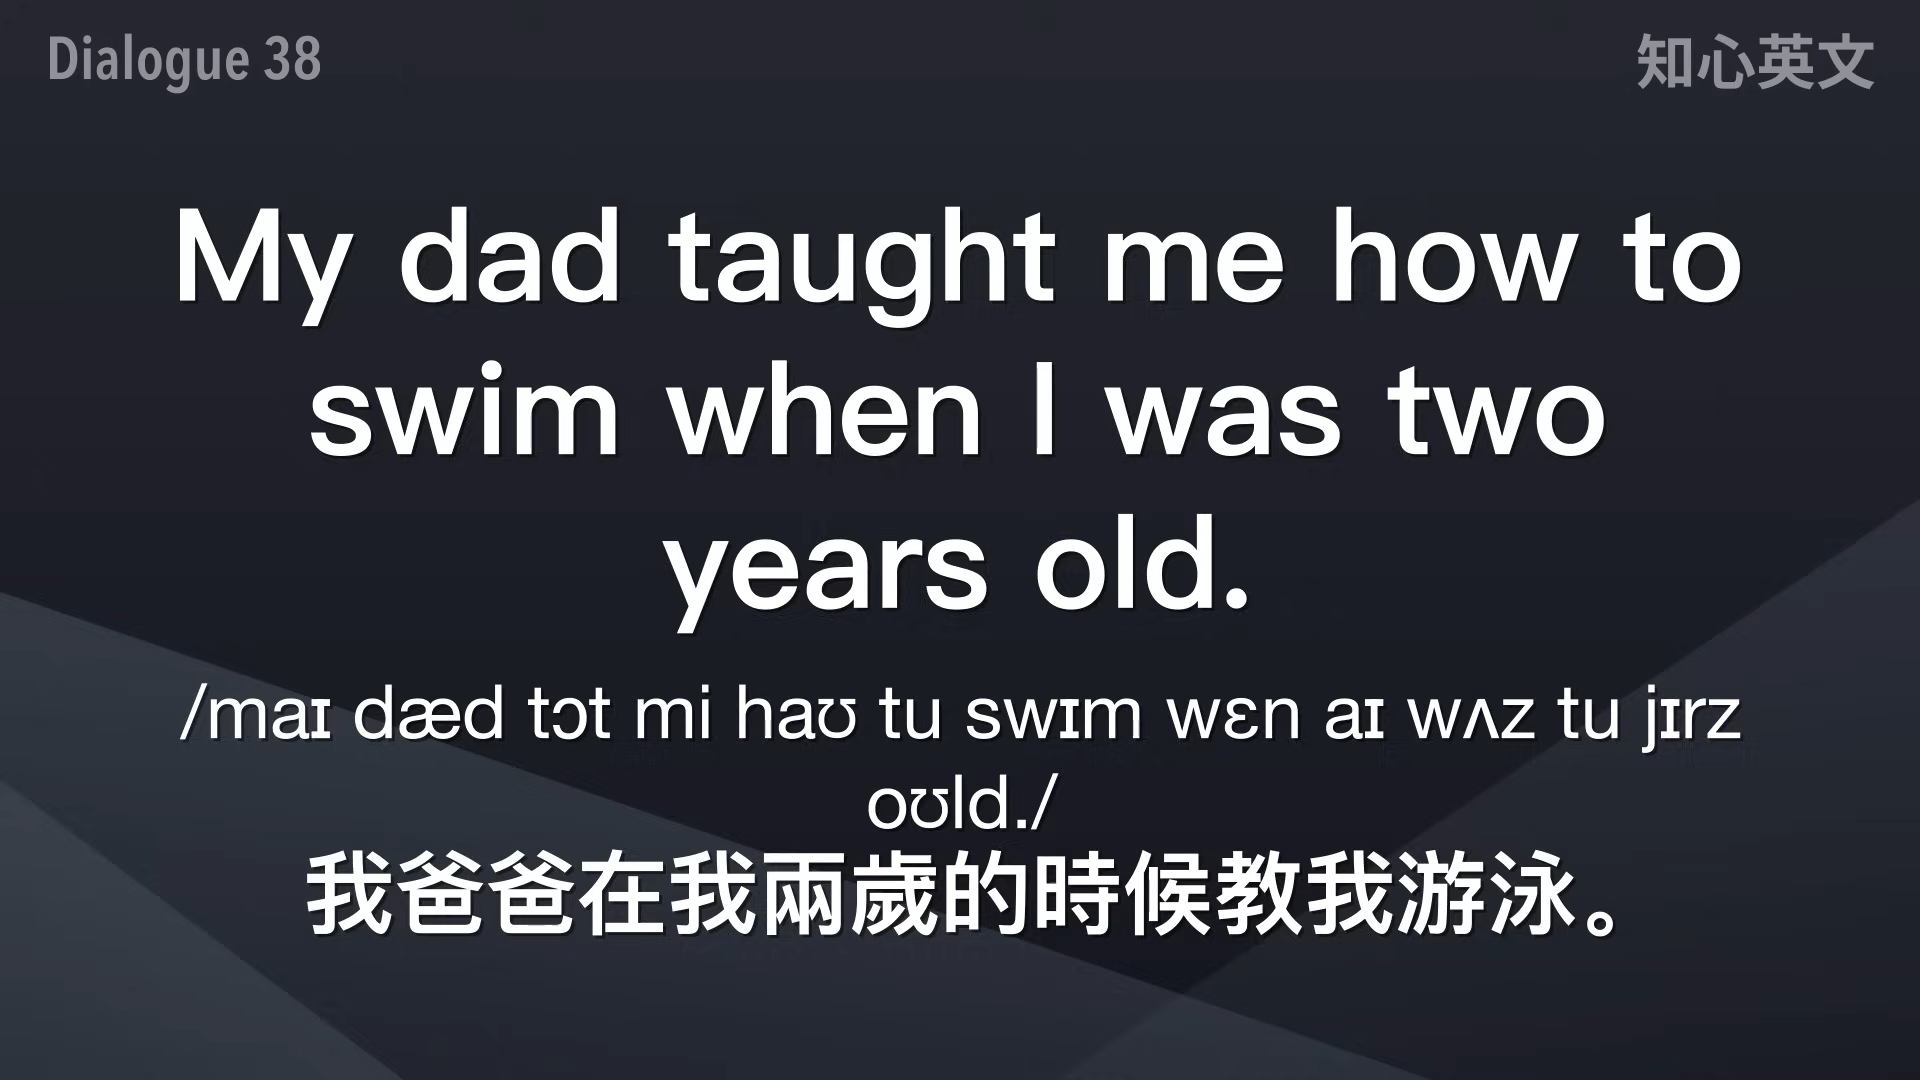 Dialogue 38
知心英文
My dad taught me how to
swim when I was two
years old.
/maɪ dæd tɔt mi haʊ tu swɪm wɛn aɪ wʌz tu jɪrz
oʊld./
我爸爸在我兩歲的時候教我游泳。